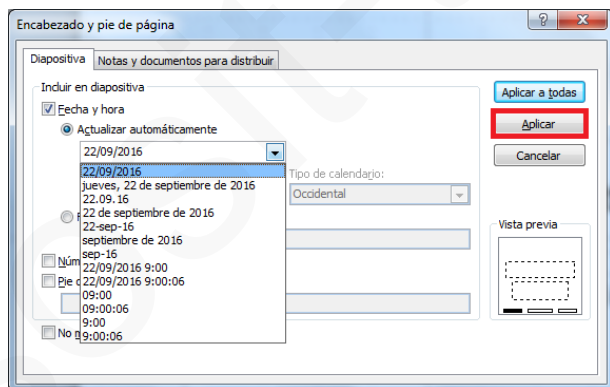 Encabezado y pie de página
Diapositiva
Notas y documentos para distribuir
Incluir en diapositiva
Fecha y hora
Actualizar automáticamente
22/09/2016
22/09/2016
jueves, 22 de septiembre de 2016
22.09.16
22 de septiembre de 2016
22-sep-16
septiembre de 2016
sep-16
22/09/2016 9:00
22/09/2016 9:00:06
09:00
09:00:06
9:00
9:00:06
Tipo de calendario:
Occidental
Núm
Pie
No
Aplicar a todas
Aplicar
Cancelar
Vista previa